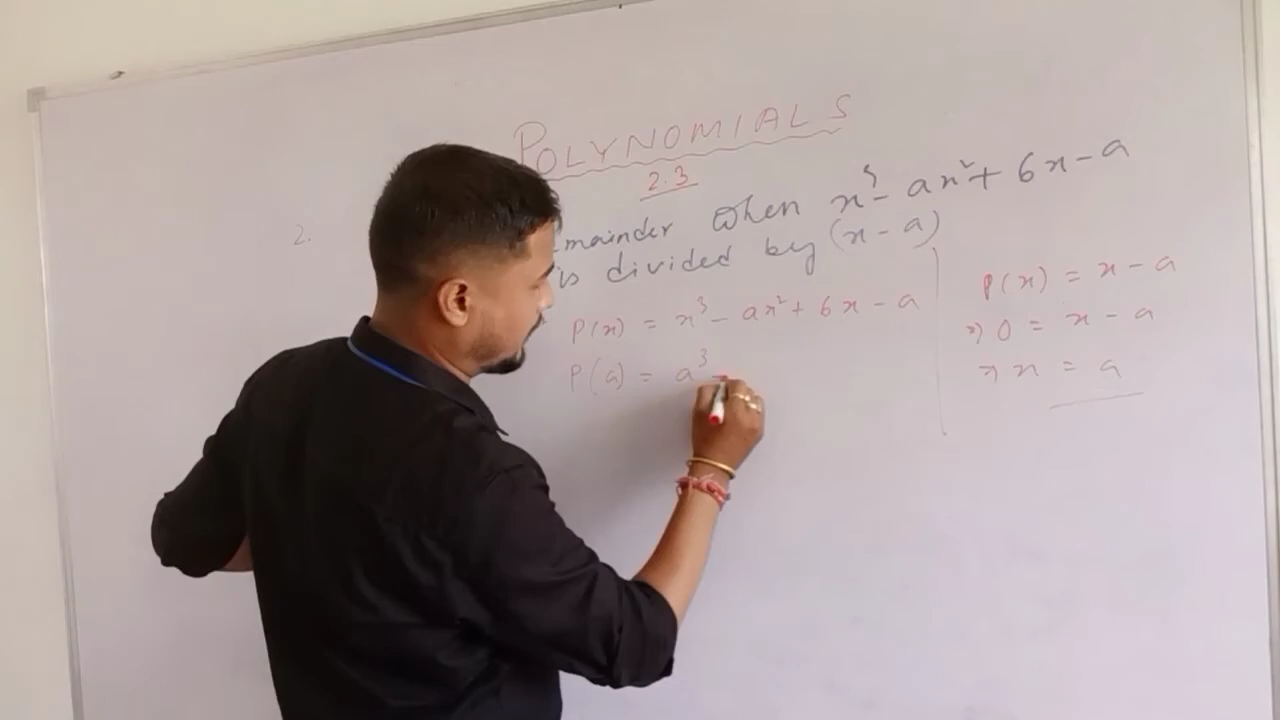 POLYNOMIALS
2.3
2. mainder when x³ - ax² + 6x - a
is divided by (x - a)
P(x) = x³ - ax² + 6x - a
P(a) = a³ -
P(x) = x - a
⇒ 0 = x - a
⇒ x = a